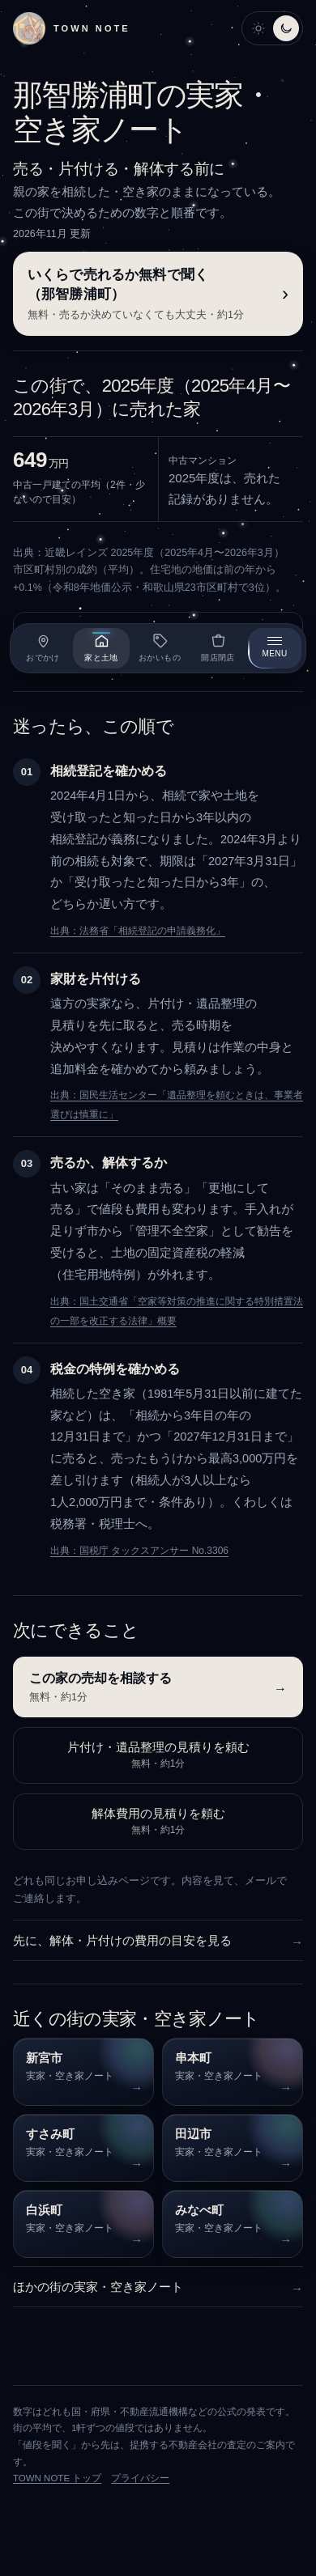 TOWN NOTE
那智勝浦町の実家・
空き家ノート
売る・片付ける・解体する前に
親の家を相続した・空き家のままになっている。
この街で決めるための数字と順番です。
2026年11月 更新
いくらで売れるか無料で聞く
（那智勝浦町）
無料・売るか決めていなくても大丈夫・約1分
›
この街で、2025年度（2025年4月〜
2026年3月）に売れた家
649万円
中古一戸建ての平均（2件・少
ないので目安）
中古マンション
2025年度は、売れた
記録がありません。
出典：近畿レインズ 2025年度（2025年4月〜2026年3月）
市区町村別の成約（平均）。住宅地の地価は前の年から
+0.1%（令和8年地価公示・和歌山県23市区町村で3位）。
おでかけ
家と土地
おかいもの
開店閉店
MENU
迷ったら、この順で
01
相続登記を確かめる
2024年4月1日から、相続で家や土地を
受け取ったと知った日から3年以内の
相続登記が義務になりました。2024年3月より
前の相続も対象で、期限は「2027年3月31日」
か「受け取ったと知った日から3年」の、
どちらか遅い方です。
出典：法務省「相続登記の申請義務化」
02
家財を片付ける
遠方の実家なら、片付け・遺品整理の
見積りを先に取ると、売る時期を
決めやすくなります。見積りは作業の中身と
追加料金を確かめてから頼みましょう。
出典：国民生活センター「遺品整理を頼むときは、事業者
選びは慎重に」
03
売るか、解体するか
古い家は「そのまま売る」「更地にして
売る」で値段も費用も変わります。手入れが
足りず市から「管理不全空家」として勧告を
受けると、土地の固定資産税の軽減
（住宅用地特例）が外れます。
出典：国土交通省「空家等対策の推進に関する特別措置法
の一部を改正する法律」概要
04
税金の特例を確かめる
相続した空き家（1981年5月31日以前に建てた
家など）は、「相続から3年目の年の
12月31日まで」かつ「2027年12月31日まで」
に売ると、売ったもうけから最高3,000万円を
差し引けます（相続人が3人以上なら
1人2,000万円まで・条件あり）。くわしくは
税務署・税理士へ。
出典：国税庁 タックスアンサー No.3306
次にできること
この家の売却を相談する
無料・約1分
→
片付け・遺品整理の見積りを頼む
無料・約1分
解体費用の見積りを頼む
無料・約1分
どれも同じお申し込みページです。内容を見て、メールで
ご連絡します。
先に、解体・片付けの費用の目安を見る →
近くの街の実家・空き家ノート
新宮市
実家・空き家ノート
→
串本町
実家・空き家ノート
→
すさみ町
実家・空き家ノート
→
田辺市
実家・空き家ノート
→
白浜町
実家・空き家ノート
→
みなべ町
実家・空き家ノート
→
ほかの街の実家・空き家ノート →
数字はどれも国・府県・不動産流通機構などの公式の発表です。
街の平均で、1軒ずつの値段ではありません。
「値段を聞く」から先は、提携する不動産会社の査定のご案内で
す。
TOWN NOTE トップ プライバシー